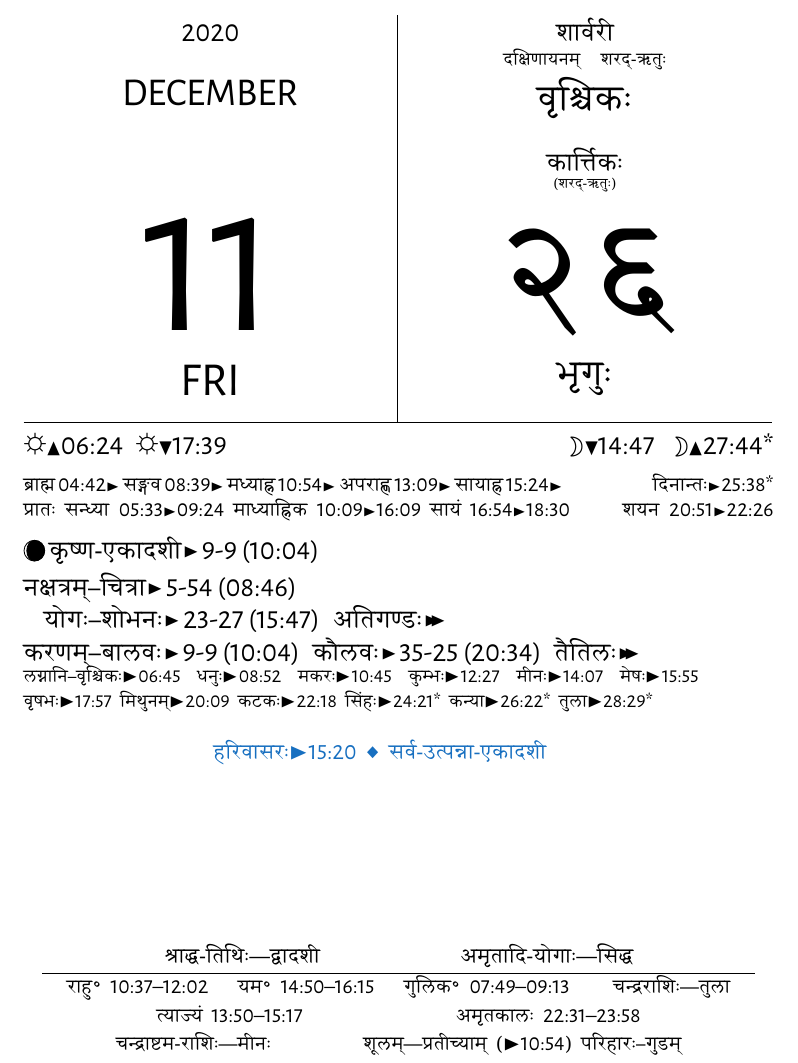 2020
DECEMBER
11
FRI
शार्वरी
दक्षिणायनम् शरद्-ऋतुः
वृश्चिकः
कार्त्तिकः
(शरद्-ऋतुः)
२६
भृगुः
☼▲06:24 ☼▼17:39 ☽▼14:47 ☽▲27:44*
ब्राह्म 04:42► सङ्गव 08:39► मध्याह्न 10:54► अपराह्ण 13:09► सायाह्न 15:24► दिनान्तः►25:38*
प्रातः सन्ध्या 05:33►09:24 माध्याह्निक 10:09►16:09 सायं 16:54►18:30 शयन 20:51►22:26
कृष्ण-एकादशी► 9-9 (10:04)
नक्षत्रम्–चित्रा► 5-54 (08:46)
योगः–शोभनः► 23-27 (15:47) अतिगण्डः►►
करणम्–बालवः► 9-9 (10:04) कौलवः► 35-25 (20:34) तैतिलः►►
लग्नानि–वृश्चिकः►06:45 धनुः►08:52 मकरः►10:45 कुम्भः►12:27 मीनः►14:07 मेषः►15:55
वृषभः►17:57 मिथुनम्►20:09 कटकः►22:18 सिंहः►24:21* कन्या►26:22* तुला►28:29*
हरिवासरः►15:20 ◆ सर्व-उत्पन्ना-एकादशी
श्राद्ध-तिथिः—द्वादशी अमृतादि-योगाः—सिद्ध
राहु° 10:37–12:02 यम° 14:50–16:15 गुलिक° 07:49–09:13 चन्द्रराशिः—तुला
त्याज्यं 13:50–15:17 अमृतकालः 22:31–23:58
चन्द्राष्टम-राशिः—मीनः शूलम्—प्रतीच्याम् (►10:54) परिहारः–गुडम्